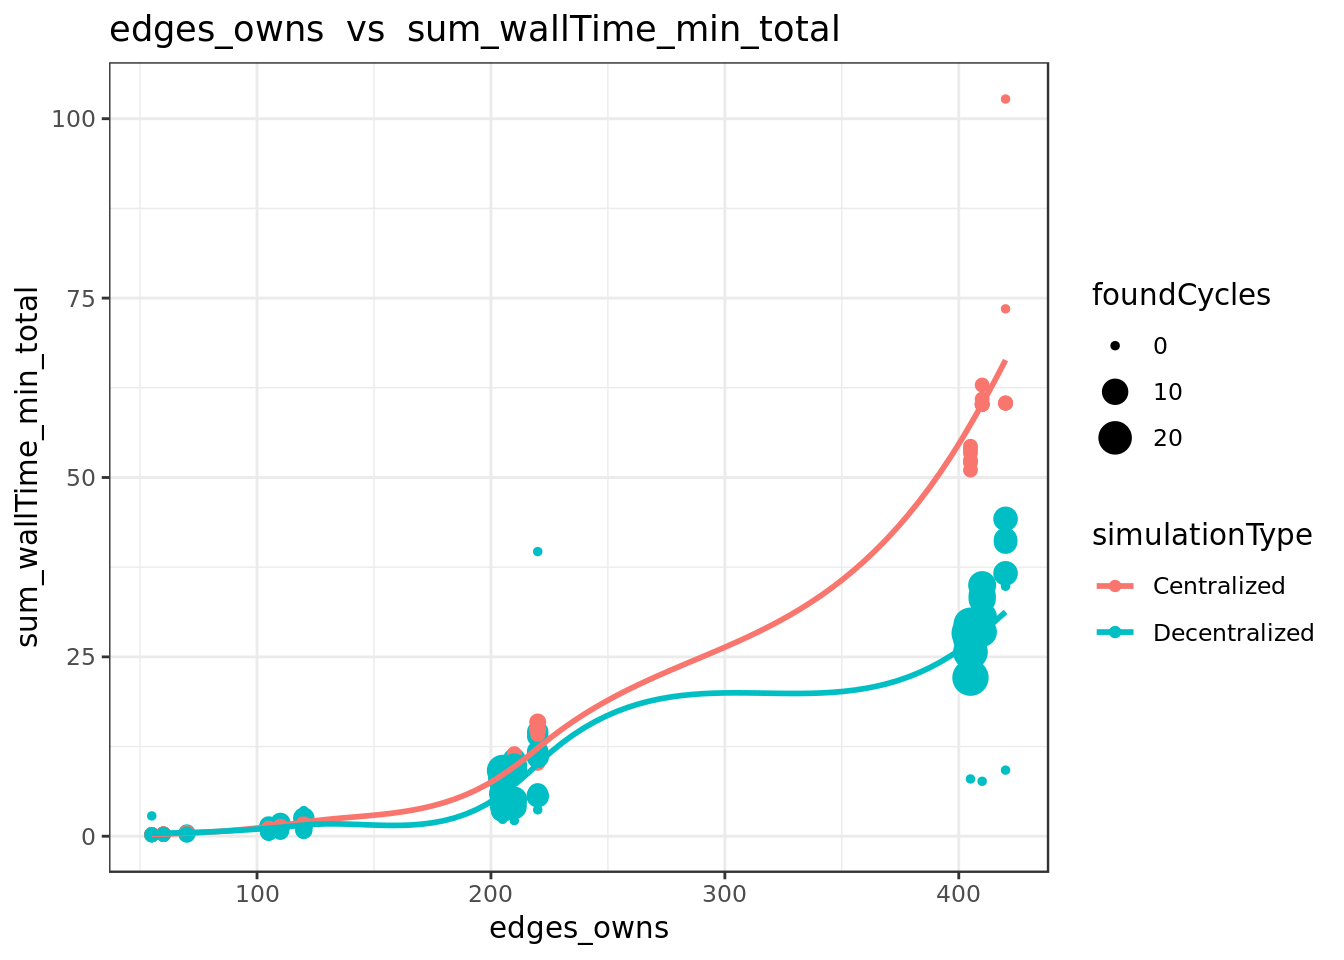 edges_owns  vs  sum_wallTime_min_total
sum_wallTime_min_total
100
75
50
25
0
100
200
300
400
edges_owns
foundCycles
0
10
20
simulationType
Centralized
Decentralized